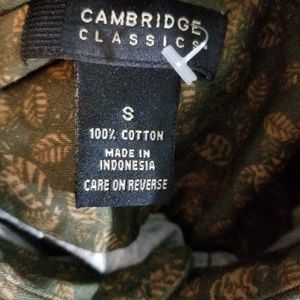 CAMBRIDGE
CLASSICS
S
100% COTTON
MADE IN
INDONESIA
CARE ON REVERSE